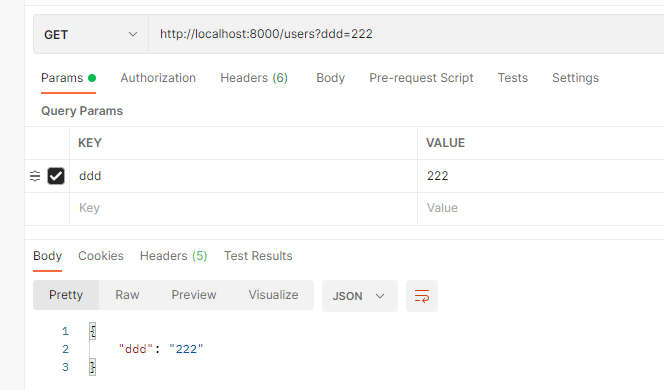 GET http://localhost:8000/users?ddd=222
Params Authorization Headers (6) Body Pre-request Script Tests Settings
Query Params
KEY VALUE
ddd 222
Key Value
Body Cookies Headers (5) Test Results
Pretty Raw Preview Visualize JSON
1 {
2 "ddd": "222"
3 }